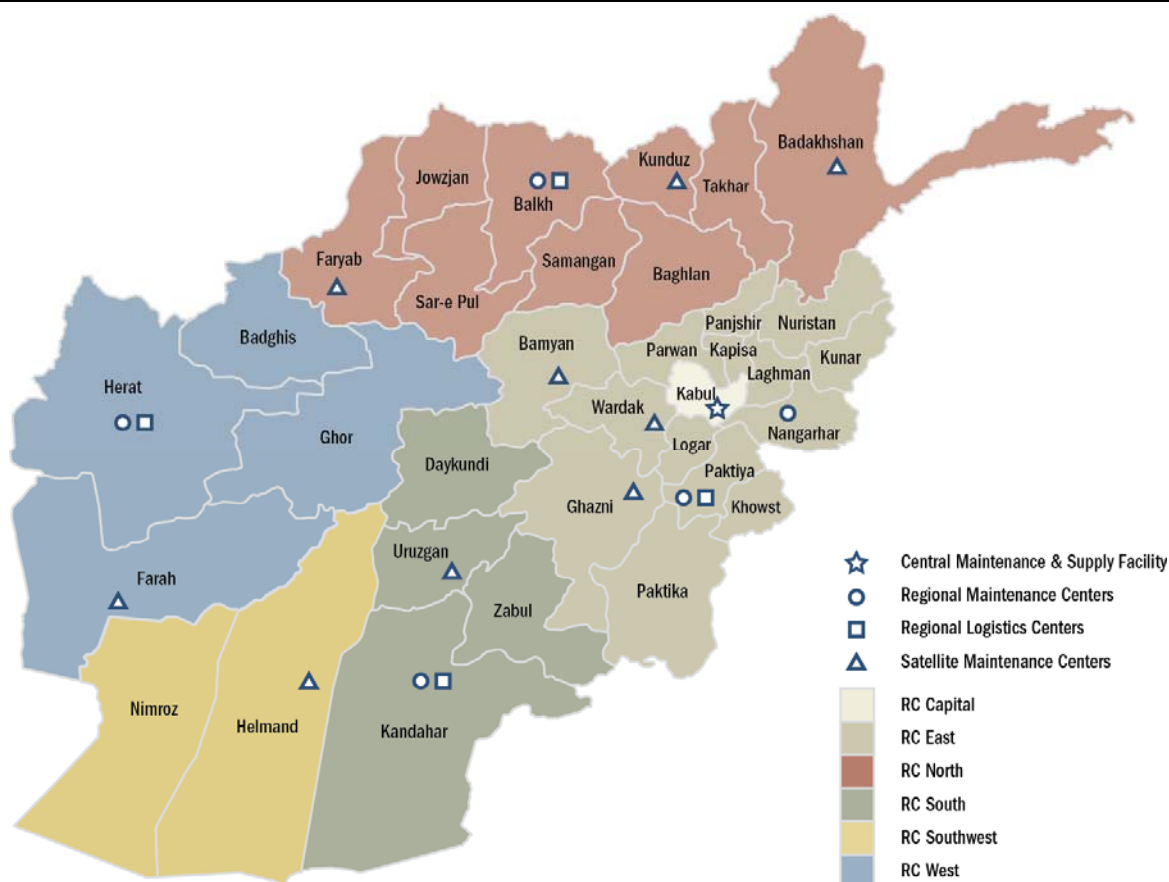 Badakhshan
Kunduz
Jowzjan
Takhar
Balkh
Faryab
Samangan
Baghlan
Sar-e Pul
Panjshir
Nuristan
Badghis
Bamyan
Parwan
Kapisa
Kunar
Laghman
Herat
Kabul
Wardak
Ghor
Nangarhar
Logar
Daykundi
Paktiya
Ghazni
Khowst
Uruzgan
Farah
Paktika
Zabul
Nimroz
Helmand
Kandahar
Central Maintenance & Supply Facility
Regional Maintenance Centers
Regional Logistics Centers
Satellite Maintenance Centers
RC Capital
RC East
RC North
RC South
RC Southwest
RC West